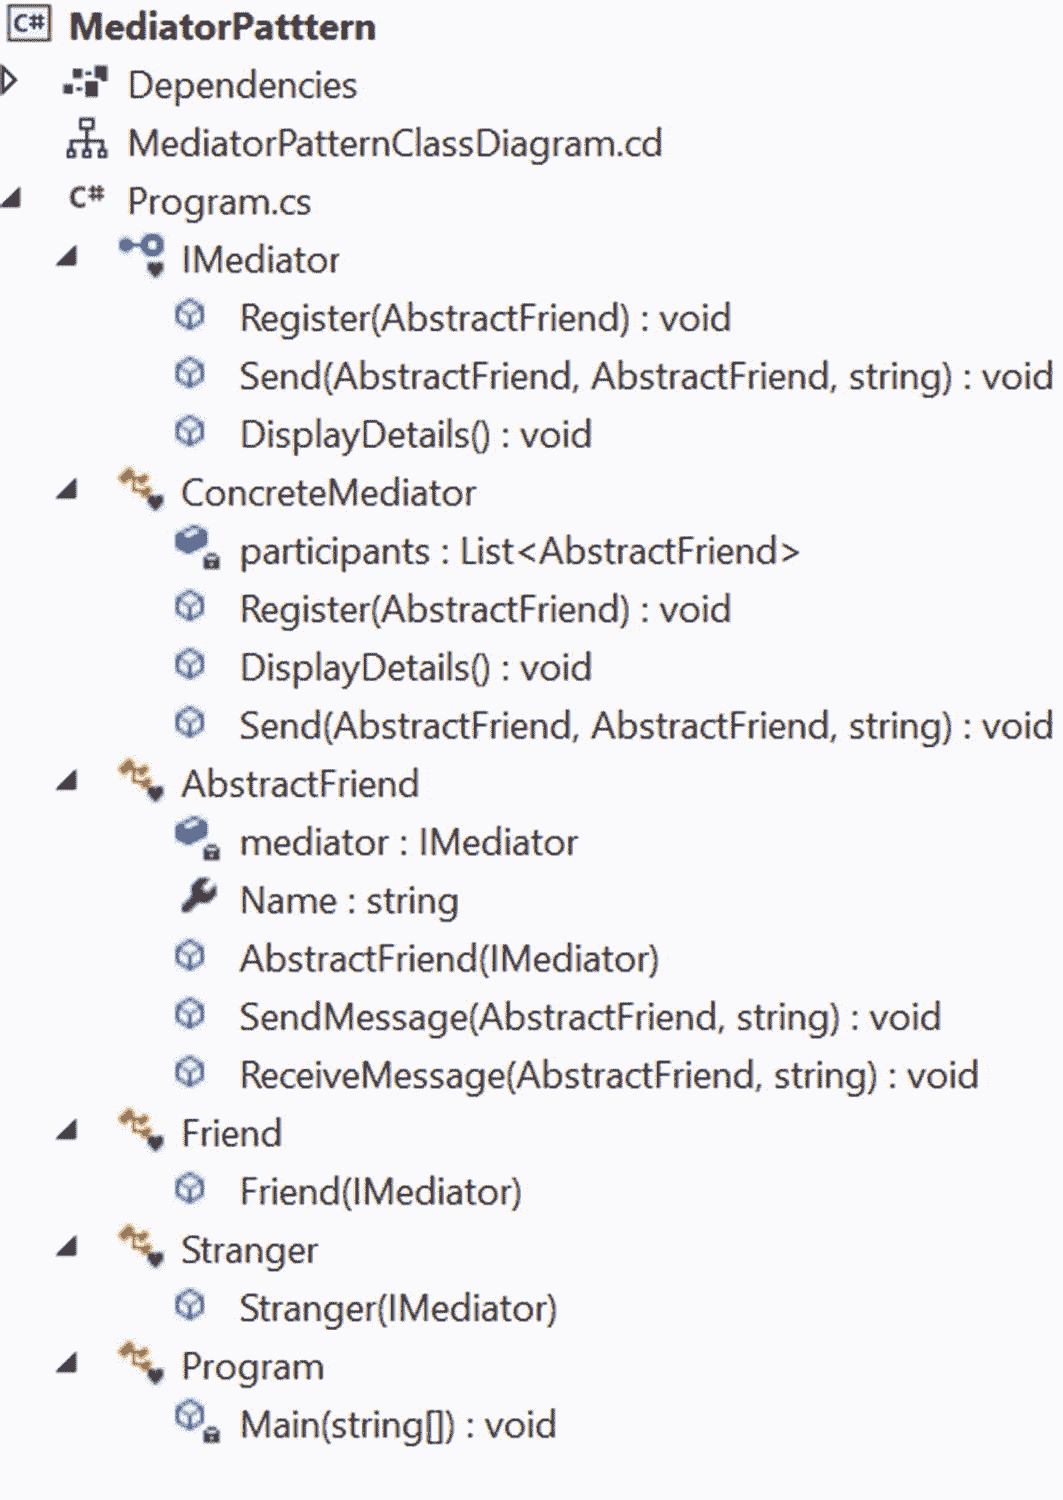 C# MediatorPatttern
Dependencies
MediatorPatternClassDiagram.cd
C# Program.cs
IMediator
Register(AbstractFriend) : void
Send(AbstractFriend, AbstractFriend, string) : void
DisplayDetails() : void
ConcreteMediator
participants : List<AbstractFriend>
Register(AbstractFriend) : void
DisplayDetails() : void
Send(AbstractFriend, AbstractFriend, string) : void
AbstractFriend
mediator : IMediator
Name : string
AbstractFriend(IMediator)
SendMessage(AbstractFriend, string) : void
ReceiveMessage(AbstractFriend, string) : void
Friend
Friend(IMediator)
Stranger
Stranger(IMediator)
Program
Main(string[]) : void